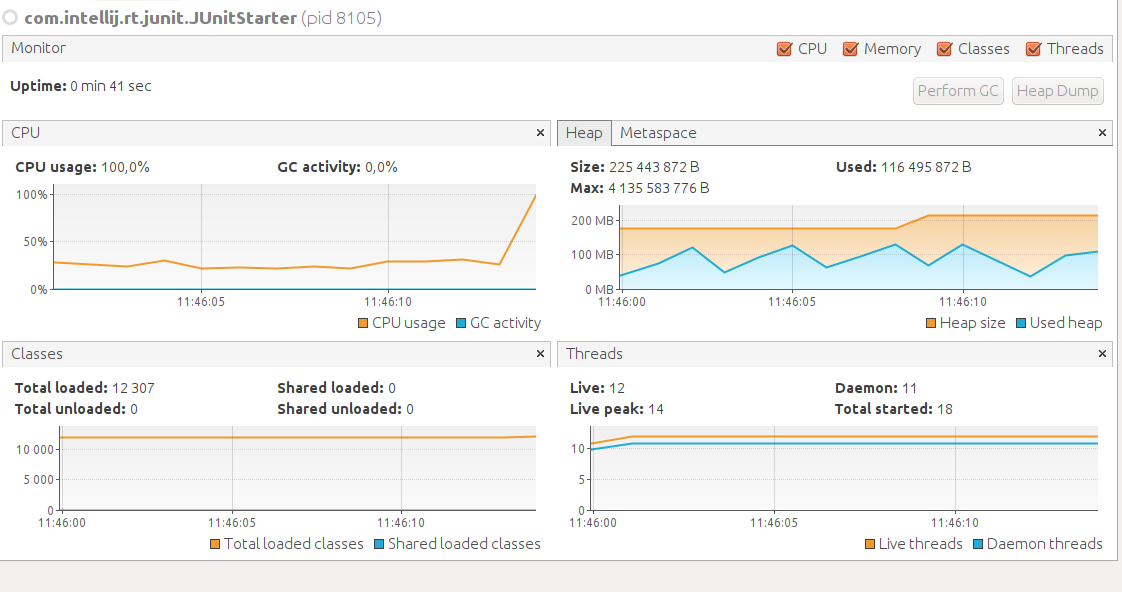 com.intellij.rt.junit.JUnitStarter (pid 8105)
Monitor
CPU Memory Classes Threads
Uptime: 0 min 41 sec
Perform GC Heap Dump
CPU ×
CPU usage: 100,0% GC activity: 0,0%
100%
50%
0%
11:46:05 11:46:10
CPU usage GC activity
Heap Metaspace ×
Size: 225 443 872 B Used: 116 495 872 B
Max: 4 135 583 776 B
200 MB
100 MB
0 MB
11:46:00 11:46:05 11:46:10
Heap size Used heap
Classes ×
Total loaded: 12 307 Shared loaded: 0
Total unloaded: 0 Shared unloaded: 0
10 000
5 000
0
11:46:00 11:46:05 11:46:10
Total loaded classes Shared loaded classes
Threads ×
Live: 12 Daemon: 11
Live peak: 14 Total started: 18
10
5
0
11:46:00 11:46:05 11:46:10
Live threads Daemon threads